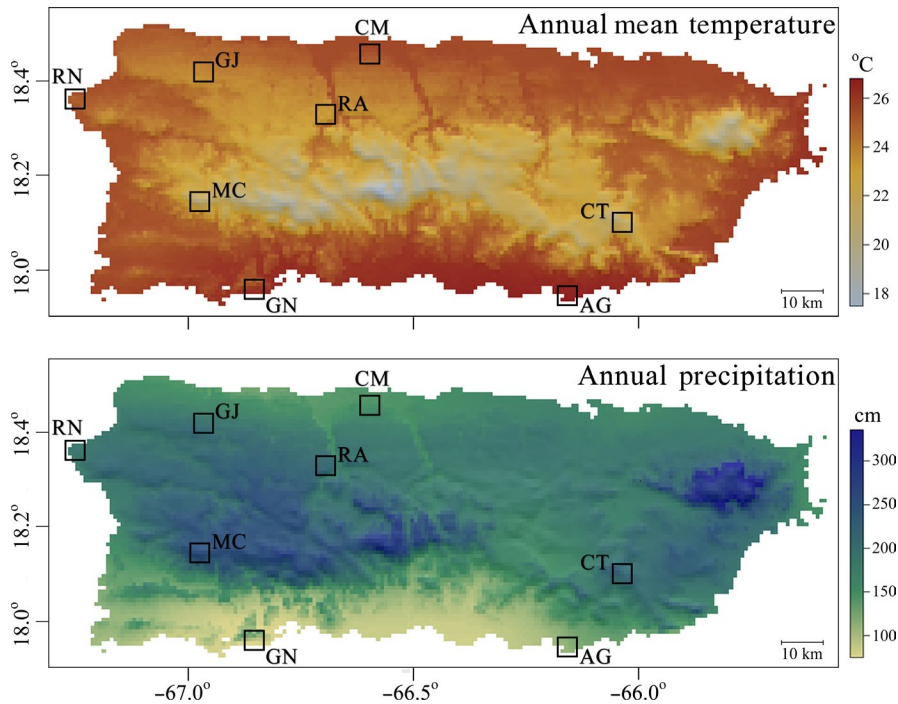 Annual mean temperature
CM
GJ
RN
RA
MC
CT
GN
AG
18.4°
18.2°
18.0°
10 km
°C
26
24
22
20
18
Annual precipitation
CM
GJ
RN
RA
MC
CT
GN
AG
18.4°
18.2°
18.0°
10 km
cm
300
250
200
150
100
−67.0°
−66.5°
−66.0°